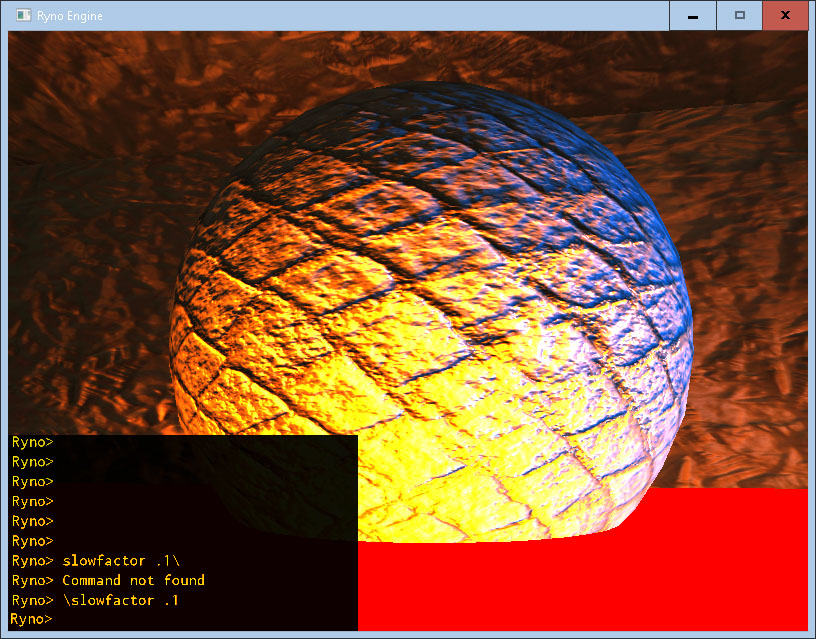 Ryno Engine
Ryno>
Ryno>
Ryno>
Ryno>
Ryno>
Ryno>
Ryno> slowfactor .1\
Ryno> Command not found
Ryno> \slowfactor .1
Ryno>